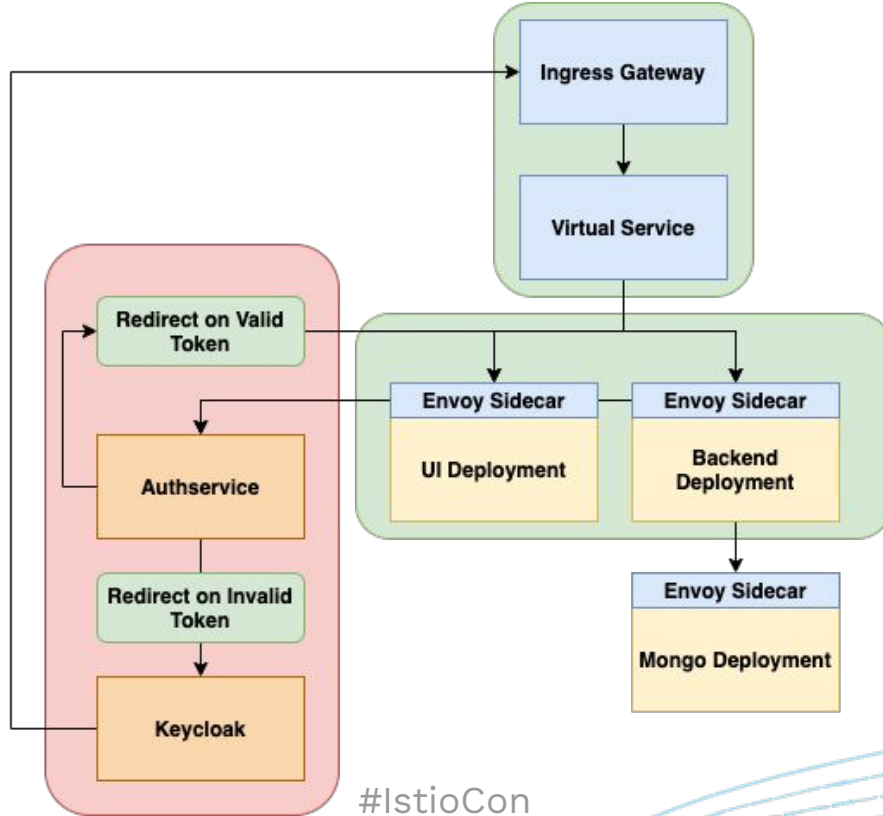 Ingress Gateway
Virtual Service
Redirect on Valid
Token
Envoy Sidecar
Envoy Sidecar
UI Deployment
Backend
Deployment
Authservice
Redirect on Invalid
Token
Envoy Sidecar
Mongo Deployment
Keycloak
#IstioCon